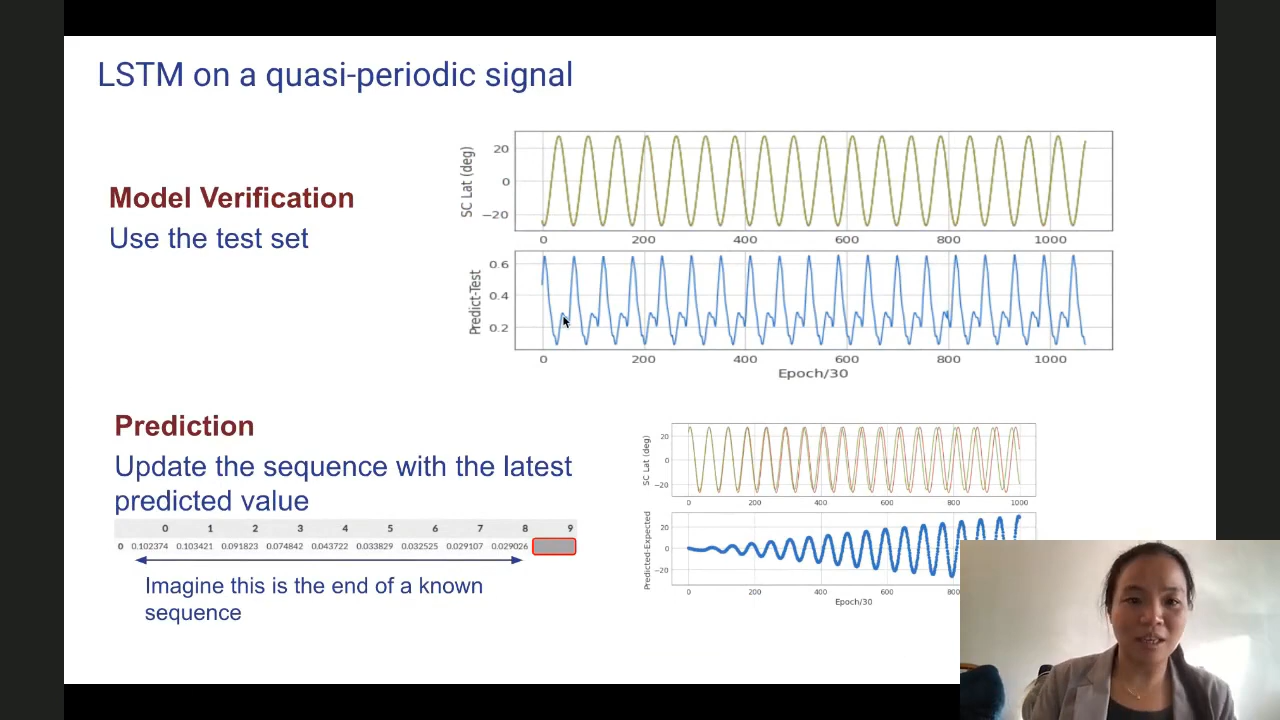 LSTM on a quasi-periodic signal
Model Verification
Use the test set
SC Lat (deg)
20
0
−20
0 200 400 600 800 1000
Predict-Test
0.6
0.4
0.2
0 200 400 600 800 1000
Epoch/30
Prediction
Update the sequence with the latest
predicted value
0 1 2 3 4 5 6 7 8 9
0 0.102374 0.103421 0.091823 0.074842 0.043722 0.033829 0.032525 0.029107 0.029026
Imagine this is the end of a known
sequence
SC Lat (deg)
20
0
−20
0 200 400 600 800 1000
Predicted-Expected
20
0
−20
0 200 400 600 800
Epoch/30